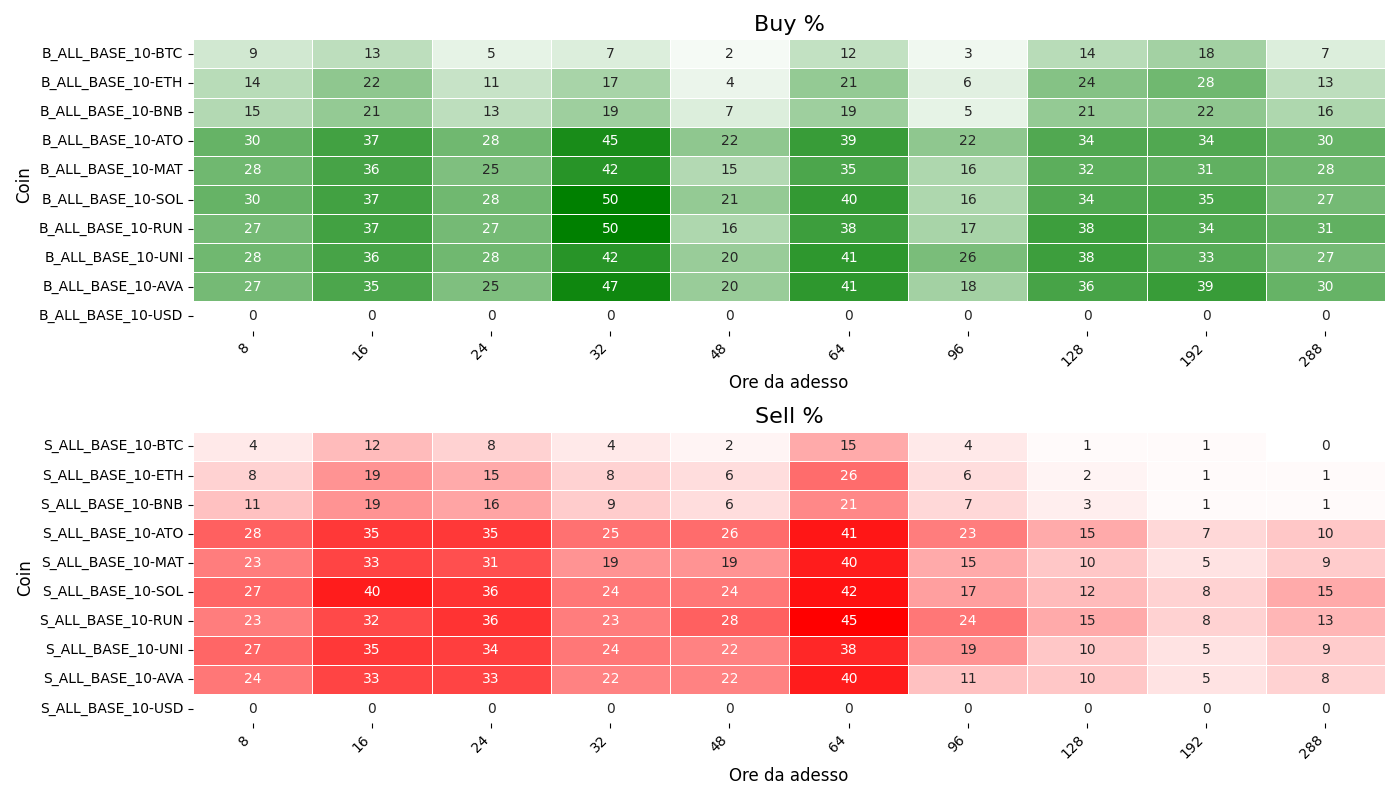 Buy %
Coin
B_ALL_BASE_10-BTC 9 13 5 7 2 12 3 14 18 7
B_ALL_BASE_10-ETH 14 22 11 17 4 21 6 24 28 13
B_ALL_BASE_10-BNB 15 21 13 19 7 19 5 21 22 16
B_ALL_BASE_10-ATO 30 37 28 45 22 39 22 34 34 30
B_ALL_BASE_10-MAT 28 36 25 42 15 35 16 32 31 28
B_ALL_BASE_10-SOL 30 37 28 50 21 40 16 34 35 27
B_ALL_BASE_10-RUN 27 37 27 50 16 38 17 38 34 31
B_ALL_BASE_10-UNI 28 36 28 42 20 41 26 38 33 27
B_ALL_BASE_10-AVA 27 35 25 47 20 41 18 36 39 30
B_ALL_BASE_10-USD 0 0 0 0 0 0 0 0 0 0
8 16 24 32 48 64 96 128 192 288
Ore da adesso
Sell %
Coin
S_ALL_BASE_10-BTC 4 12 8 4 2 15 4 1 1 0
S_ALL_BASE_10-ETH 8 19 15 8 6 26 6 2 1 1
S_ALL_BASE_10-BNB 11 19 16 9 6 21 7 3 1 1
S_ALL_BASE_10-ATO 28 35 35 25 26 41 23 15 7 10
S_ALL_BASE_10-MAT 23 33 31 19 19 40 15 10 5 9
S_ALL_BASE_10-SOL 27 40 36 24 24 42 17 12 8 15
S_ALL_BASE_10-RUN 23 32 36 23 28 45 24 15 8 13
S_ALL_BASE_10-UNI 27 35 34 24 22 38 19 10 5 9
S_ALL_BASE_10-AVA 24 33 33 22 22 40 11 10 5 8
S_ALL_BASE_10-USD 0 0 0 0 0 0 0 0 0 0
8 16 24 32 48 64 96 128 192 288
Ore da adesso